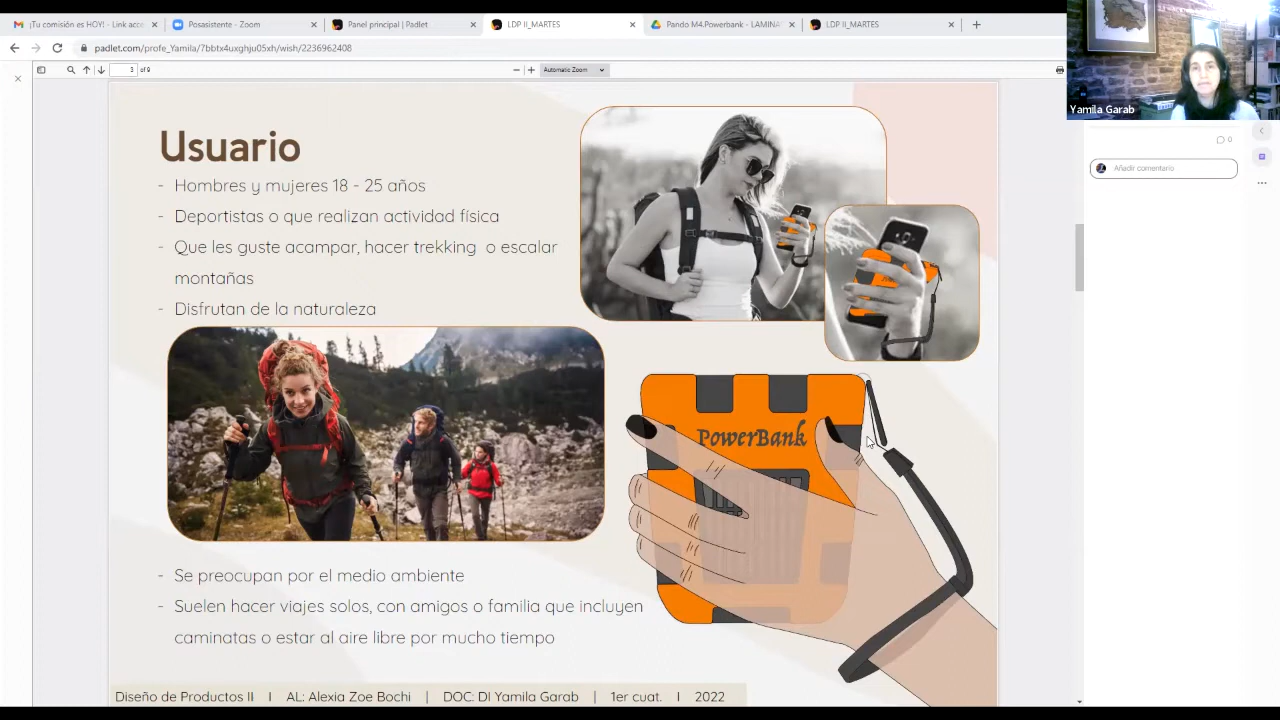 ¡Tu comisión es HOY! - Link acce
Posasistente - Zoom
Panel principal | Padlet
LDP II_MARTES
Pando M4.Powerbank - LAMINA
LDP II_MARTES
padlet.com/profe_Yamila/7bbtx4uxghju05xh/wish/2236962408
of 9
Automatic Zoom
Yamila Garab
0
Añadir comentario
Usuario
- Hombres y mujeres 18 - 25 años
- Deportistas o que realizan actividad física
- Que les guste acampar, hacer trekking o escalar
montañas
- Disfrutan de la naturaleza
PowerBank
- Se preocupan por el medio ambiente
- Suelen hacer viajes solos, con amigos o familia que incluyen
caminatas o estar al aire libre por mucho tiempo
Diseño de Productos II | AL: Alexia Zoe Bochi | DOC: DI Yamila Garab | 1er cuat. | 2022